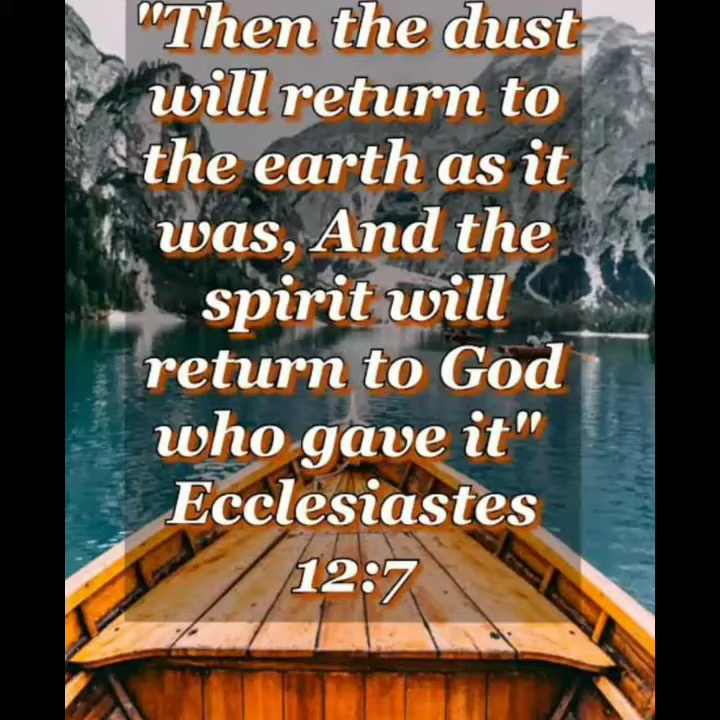 "Then the dust
will return to
the earth as it
was, And the
spirit will
return to God
who gave it"
Ecclesiastes
12:7